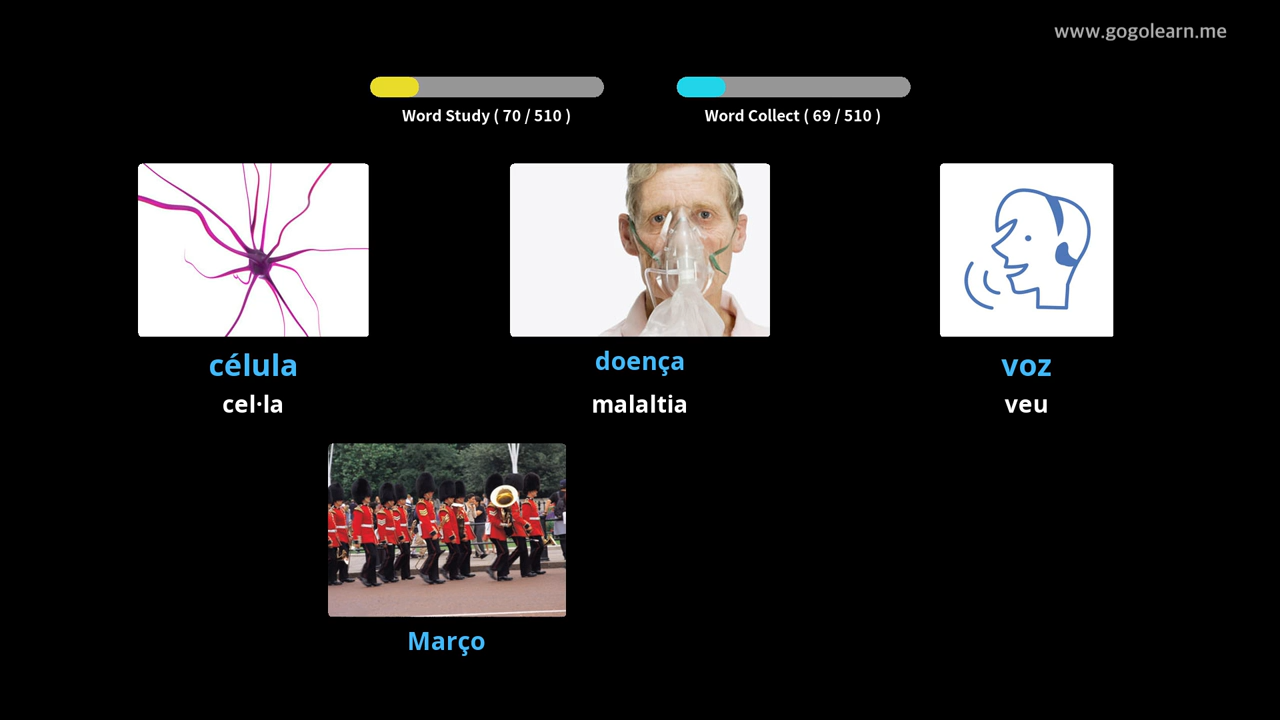 www.gogolearn.me
Word Study ( 70 / 510 )
Word Collect ( 69 / 510 )
célula
doença
voz
cel·la
malaltia
veu
Março